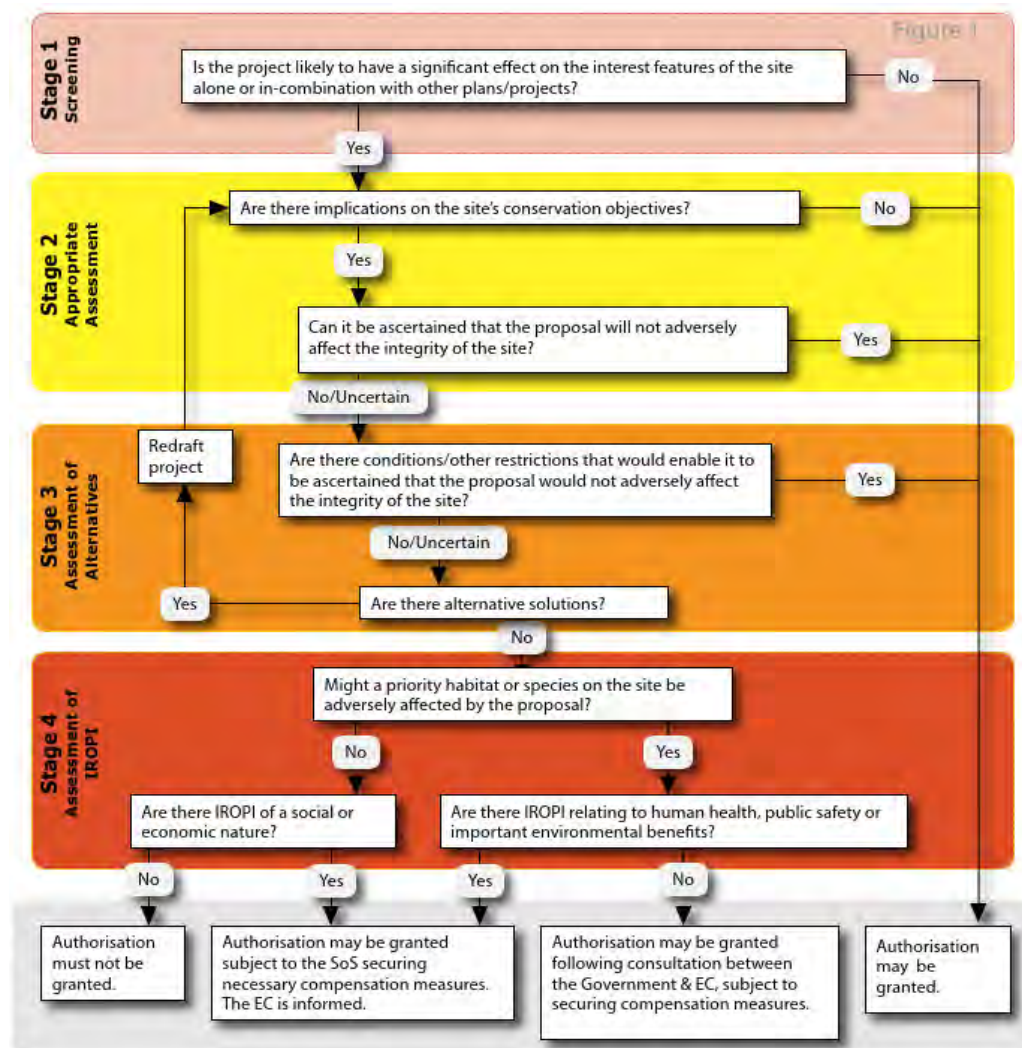 Figure 1
Stage 1
Screening
Is the project likely to have a significant effect on the interest features of the site
alone or in-combination with other plans/projects?
No
Yes
Stage 2
Appropriate
Assessment
Are there implications on the site's conservation objectives?
No
Yes
Can it be ascertained that the proposal will not adversely
affect the integrity of the site?
Yes
No/Uncertain
Stage 3
Assessment of
Alternatives
Redraft
project
Are there conditions/other restrictions that would enable it to
be ascertained that the proposal would not adversely affect
the integrity of the site?
Yes
No/Uncertain
Yes
Are there alternative solutions?
No
Stage 4
Assessment of
IROPI
Might a priority habitat or species on the site be
adversely affected by the proposal?
No
Yes
Are there IROPI of a social or
economic nature?
Are there IROPI relating to human health, public safety or
important environmental benefits?
No
Yes
Yes
No
Authorisation
must not be
granted.
Authorisation may be granted
subject to the SoS securing
necessary compensation measures.
The EC is informed.
Authorisation may be granted
following consultation between
the Government & EC, subject to
securing compensation measures.
Authorisation
may be
granted.